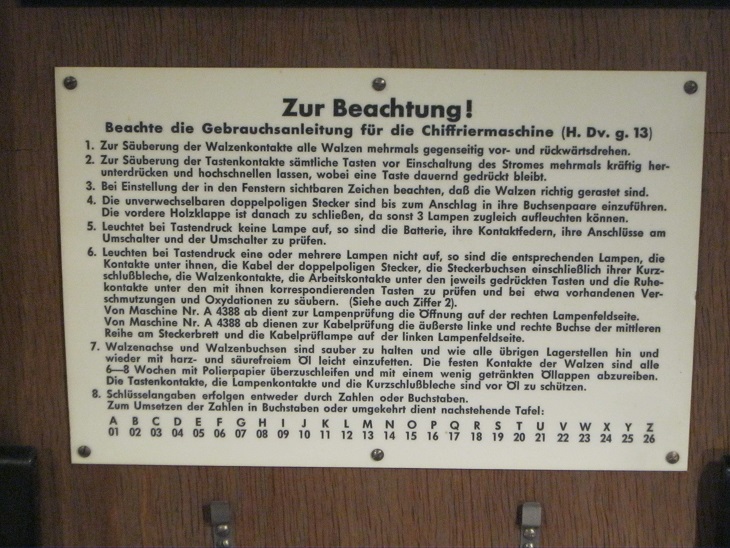 Zur Beachtung!
Beachte die Gebrauchsanleitung für die Chiffriermaschine (H. Dv. g. 13)
1. Zur Säuberung der Walzenkontakte alle Walzen mehrmals gegenseitig vor- und rückwärtsdrehen.
2. Zur Säuberung der Tastenkontakte sämtliche Tasten vor Einschaltung des Stromes mehrmals kräftig her-
unterdrücken und hochschnellen lassen, wobei eine Taste dauernd gedrückt bleibt.
3. Bei Einstellung der in den Fenstern sichtbaren Zeichen beachten, daß die Walzen richtig gerastet sind.
4. Die unverwechselbaren doppelpoligen Stecker sind bis zum Anschlag in ihre Buchsenpaare einzuführen.
Die vordere Holzklappe ist danach zu schließen, da sonst 3 Lampen zugleich aufleuchten können.
5. Leuchtet bei Tastendruck keine Lampe auf, so sind die Batterie, ihre Kontaktfedern, ihre Anschlüsse am
Umschalter und der Umschalter zu prüfen.
6. Leuchten bei Tastendruck eine oder mehrere Lampen nicht auf, so sind die entsprechenden Lampen, die
Kontakte unter ihnen, die Kabel der doppelpoligen Stecker, die Steckerbuchsen einschließlich ihrer Kurz-
schlußbleche, die Walzenkontakte, die Arbeitskontakte unter den jeweils gedrückten Tasten und die Ruhe-
kontakte unter den mit ihnen korrespondierenden Tasten zu prüfen und bei etwa vorhandenen Ver-
schmutzungen und Oxydationen zu säubern. (Siehe auch Ziffer 2).
Von Maschine Nr. A 4388 ab dient zur Lampenprüfung die Öffnung auf der rechten Lampenfeldseite.
Von Maschine Nr. A 4388 ab dienen zur Kabelprüfung die äußerste linke und rechte Buchse der mittleren
Reihe am Steckerbrett und die Kabelprüflampe auf der linken Lampenfeldseite.
7. Walzenachse und Walzenbuchsen sind sauber zu halten und wie alle übrigen Lagerstellen hin und
wieder mit harz- und säurefreiem Öl leicht einzufetten. Die festen Kontakte der Walzen sind alle
6—8 Wochen mit Polierpapier überzuschleifen und mit einem wenig getränkten Öllappen abzureiben.
Die Tastenkontakte, die Lampenkontakte und die Kurzschlußbleche sind vor Öl zu schützen.
8. Schlüsselangaben erfolgen entweder durch Zahlen oder Buchstaben.
Zum Umsetzen der Zahlen in Buchstaben oder umgekehrt dient nachstehende Tafel:
A B C D E F G H I J K L M N O P Q R S T U V W X Y Z
01 02 03 04 05 06 07 08 09 10 11 12 13 14 15 16 17 18 19 20 21 22 23 24 25 26